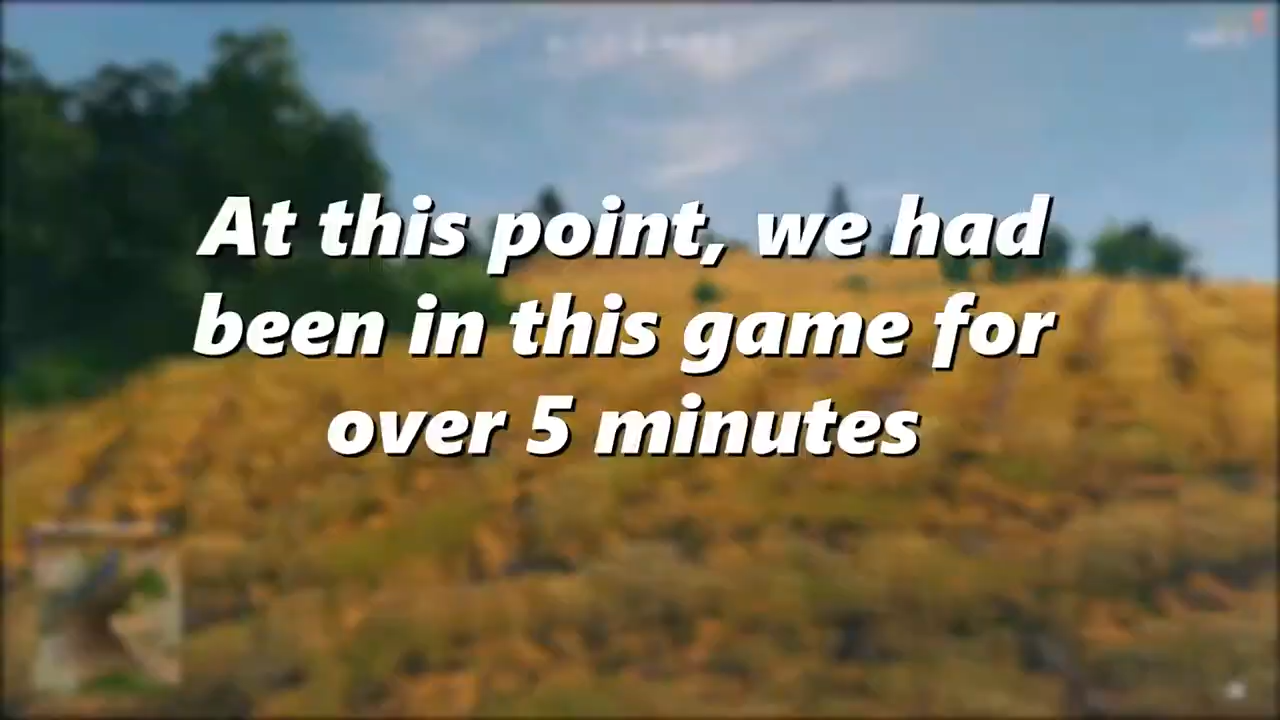 At this point, we had
been in this game for
over 5 minutes